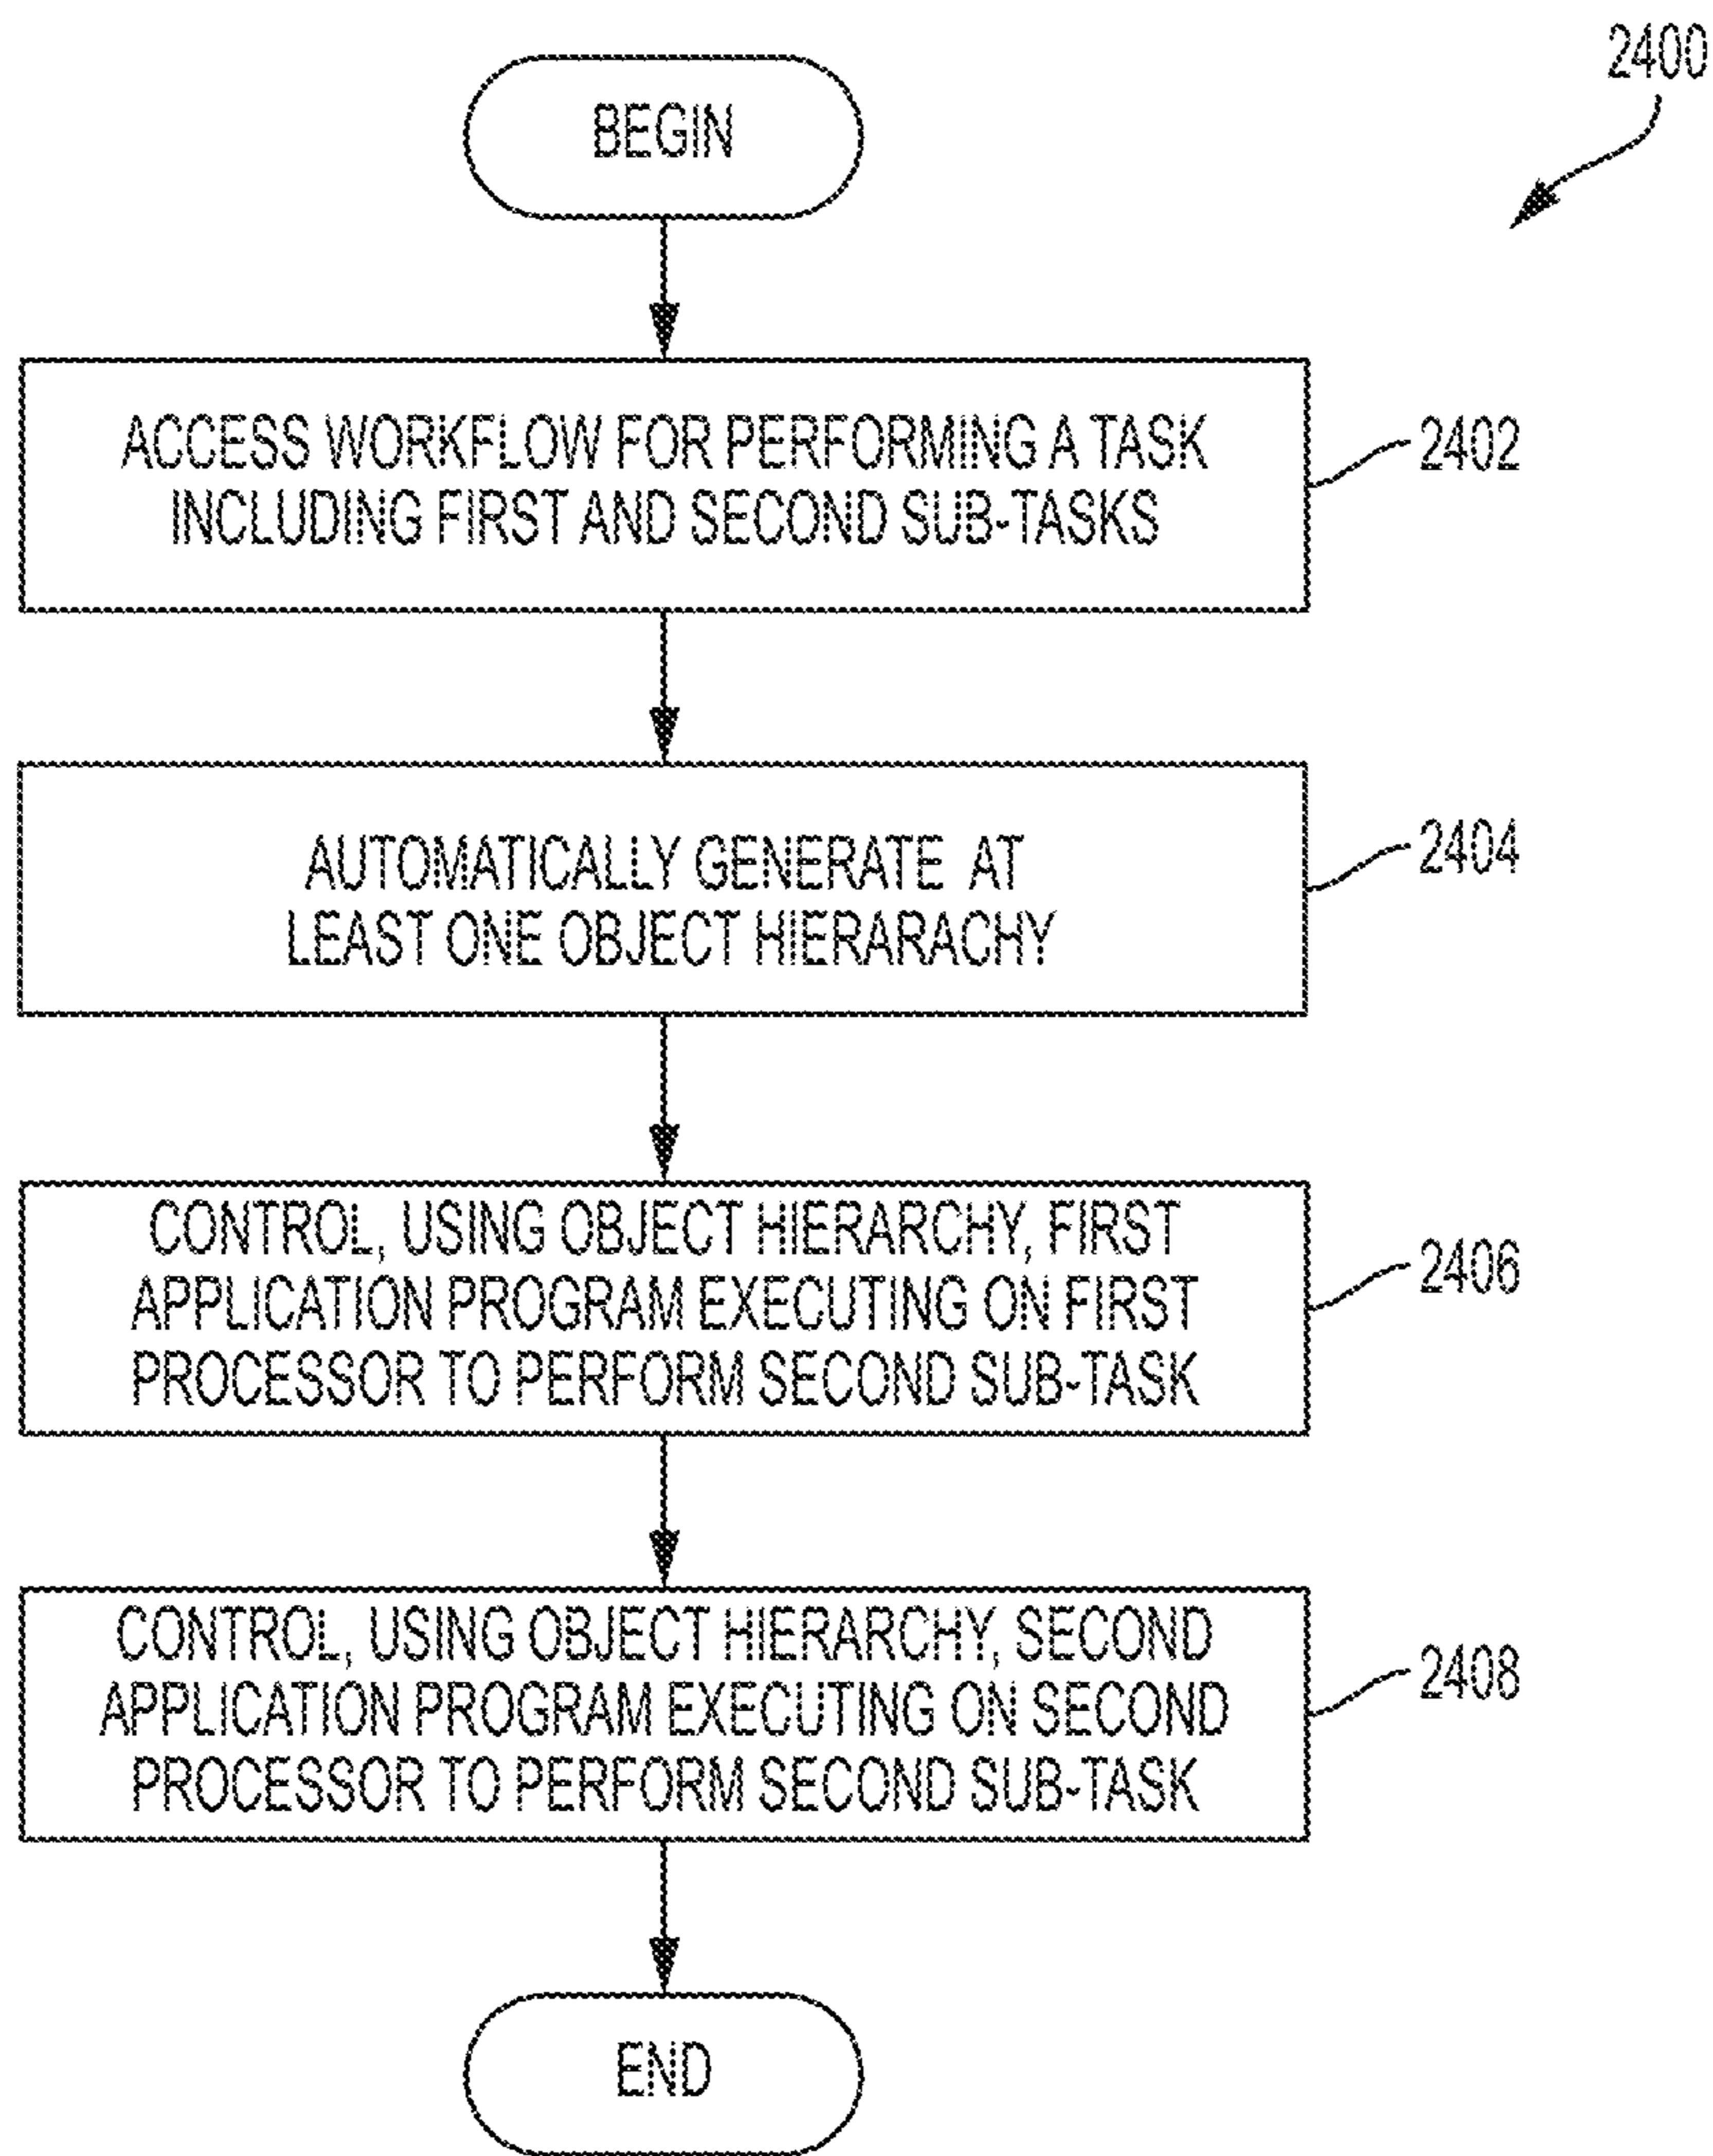 2400
BEGIN
ACCESS WORKFLOW FOR PERFORMING A TASK
INCLUDING FIRST AND SECOND SUB-TASKS
2402
AUTOMATICALLY GENERATE AT
LEAST ONE OBJECT HIERARACHY
2404
CONTROL, USING OBJECT HIERARCHY, FIRST
APPLICATION PROGRAM EXECUTING ON FIRST
PROCESSOR TO PERFORM SECOND SUB-TASK
2406
CONTROL, USING OBJECT HIERARCHY, SECOND
APPLICATION PROGRAM EXECUTING ON SECOND
PROCESSOR TO PERFORM SECOND SUB-TASK
2408
END